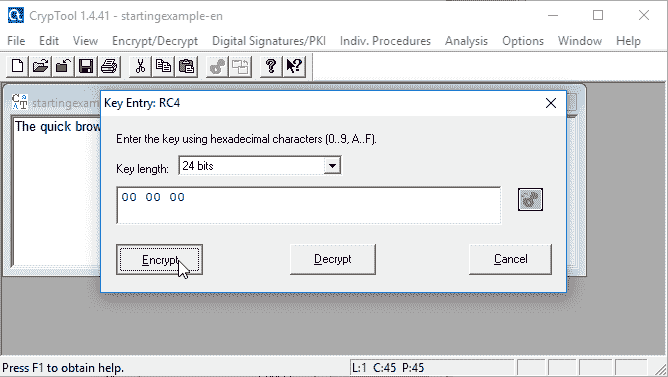 CrypTool 1.4.41 - startingexample-en
File Edit View Encrypt/Decrypt Digital Signatures/PKI Indiv. Procedures Analysis Options Window Help
startingexam
Key Entry: RC4
The quick brow
Enter the key using hexadecimal characters (0..9, A..F).
Key length: 24 bits
00 00 00
Encrypt Decrypt Cancel
Press F1 to obtain help. L:1 C:45 P:45